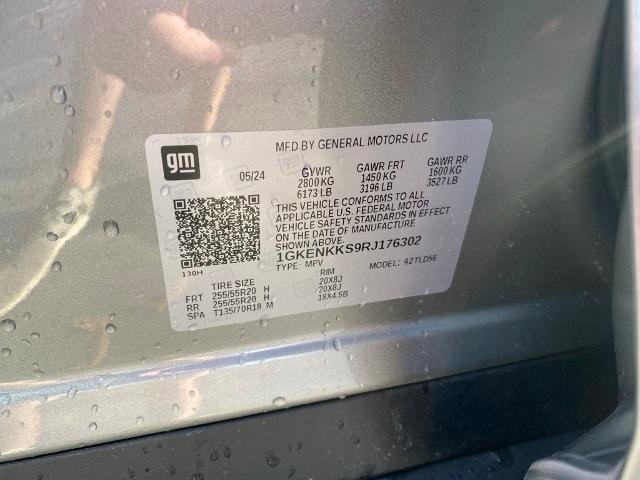 MFD BY GENERAL MOTORS LLC
gm
05/24 GVWR GAWR FRT GAWR RR
2800 KG 1450 KG 1600 KG
6173 LB 3196 LB 3527 LB
THIS VEHICLE CONFORMS TO ALL
APPLICABLE U.S. FEDERAL MOTOR
VEHICLE SAFETY STANDARDS IN EFFECT
ON THE DATE OF MANUFACTURE
SHOWN ABOVE.
1GKENKKS9RJ176302
TYPE: MPV MODEL: 92TLD56
130H
TIRE SIZE RIM
FRT 255/55R20 H 20X8J
RR 255/55R20 H 20X8J
SPA T135/70R18 M 18X4.5B